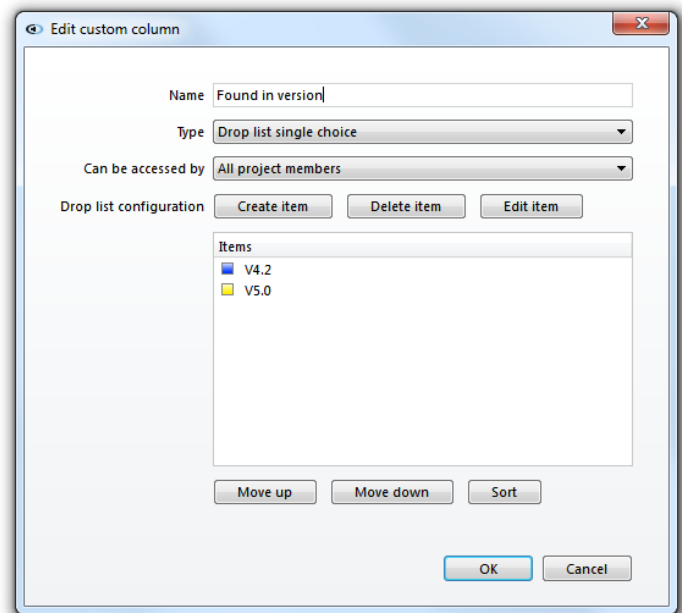 Edit custom column
Name Found in version
Type Drop list single choice
Can be accessed by All project members
Drop list configuration Create item Delete item Edit item
Items
V4.2
V5.0
Move up Move down Sort
OK Cancel